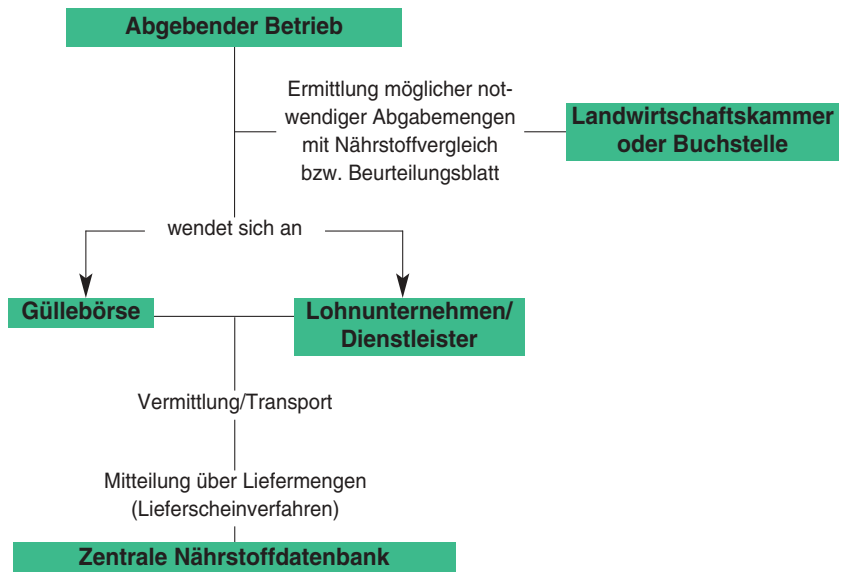 Abgebender Betrieb
Ermittlung möglicher not-
wendiger Abgabemengen
mit Nährstoffvergleich
bzw. Beurteilungsblatt
Landwirtschaftskammer
oder Buchstelle
wendet sich an
Güllebörse
Lohnunternehmen/
Dienstleister
Vermittlung/Transport
Mitteilung über Liefermengen
(Lieferscheinverfahren)
Zentrale Nährstoffdatenbank